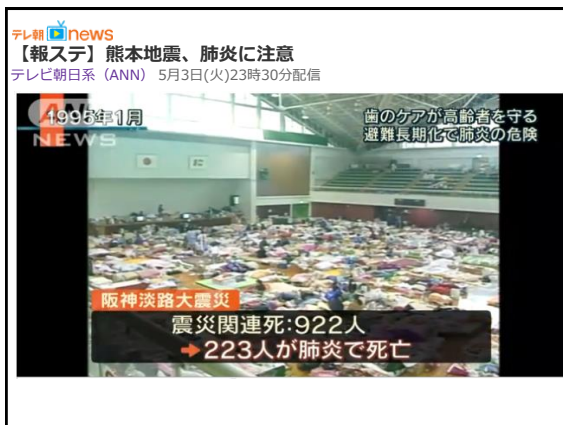 テレ朝 news
【報ステ】熊本地震、肺炎に注意
テレビ朝日系（ANN） 5月3日(火)23時30分配信
ANN
NEWS
1995年1月
歯のケアが高齢者を守る
避難長期化で肺炎の危険
阪神淡路大震災
震災関連死:922人
➡223人が肺炎で死亡